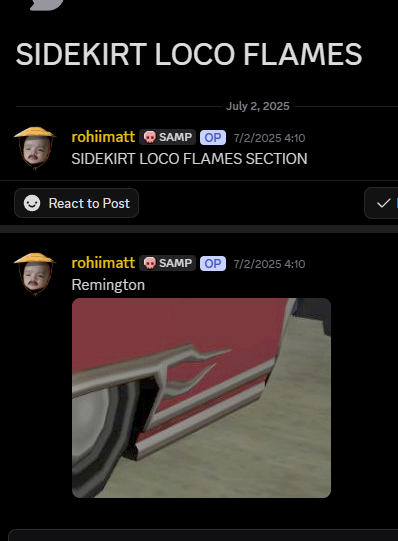 SIDEKIRT LOCO FLAMES
July 2, 2025
rohiimatt SAMP OP 7/2/2025 4:10
SIDEKIRT LOCO FLAMES SECTION
React to Post
rohiimatt SAMP OP 7/2/2025 4:10
Remington